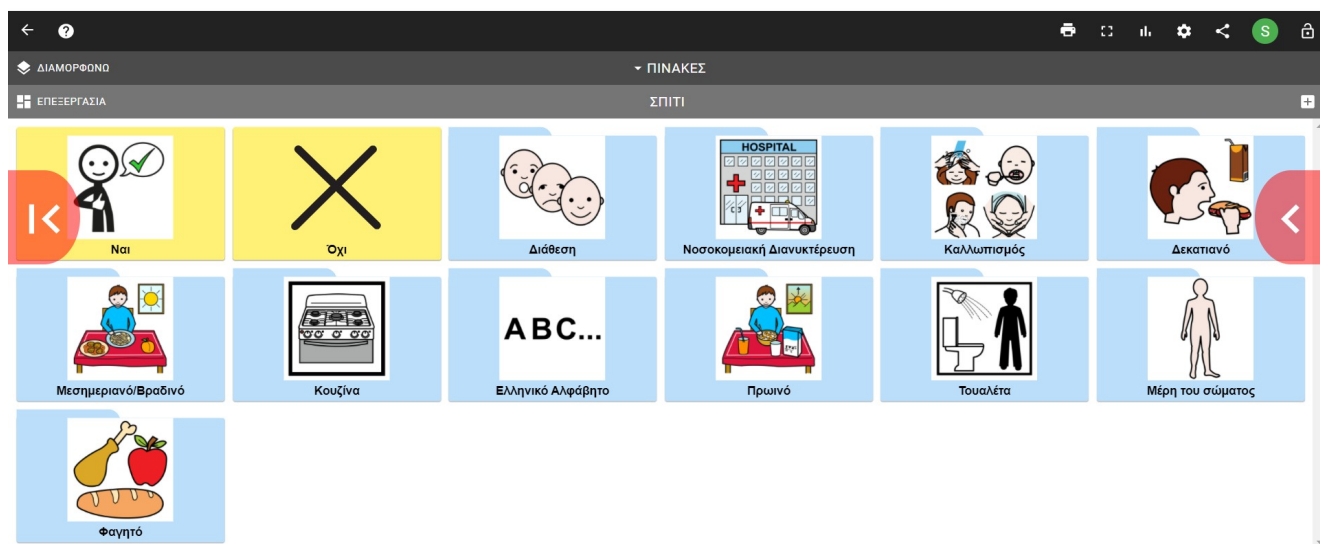 S
ΔΙΑΜΟΡΦΩΝΩ
ΠΙΝΑΚΕΣ
ΕΠΕΞΕΡΓΑΣΙΑ
ΣΠΙΤΙ
HOSPITAL
Ναι
Όχι
Διάθεση
Νοσοκομειακή Διανυκτέρευση
Καλλωπισμός
Δεκατιανό
ABC...
Μεσημεριανό/Βραδινό
Κουζίνα
Ελληνικό Αλφάβητο
Πρωινό
Τουαλέτα
Μέρη του σώματος
Φαγητό